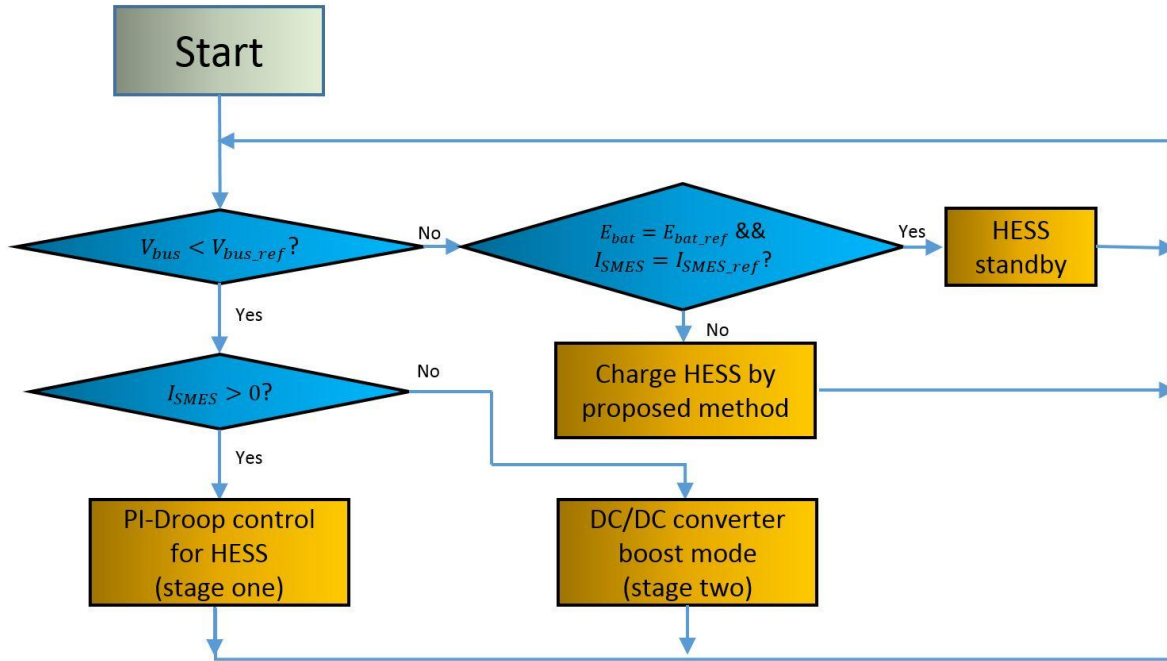 Start
V_bus < V_bus_ref?
No
E_bat = E_bat_ref &&
I_SMES = I_SMES_ref?
Yes
HESS
standby
Yes
No
I_SMES > 0?
No
Charge HESS by
proposed method
Yes
PI-Droop control
for HESS
(stage one)
DC/DC converter
boost mode
(stage two)